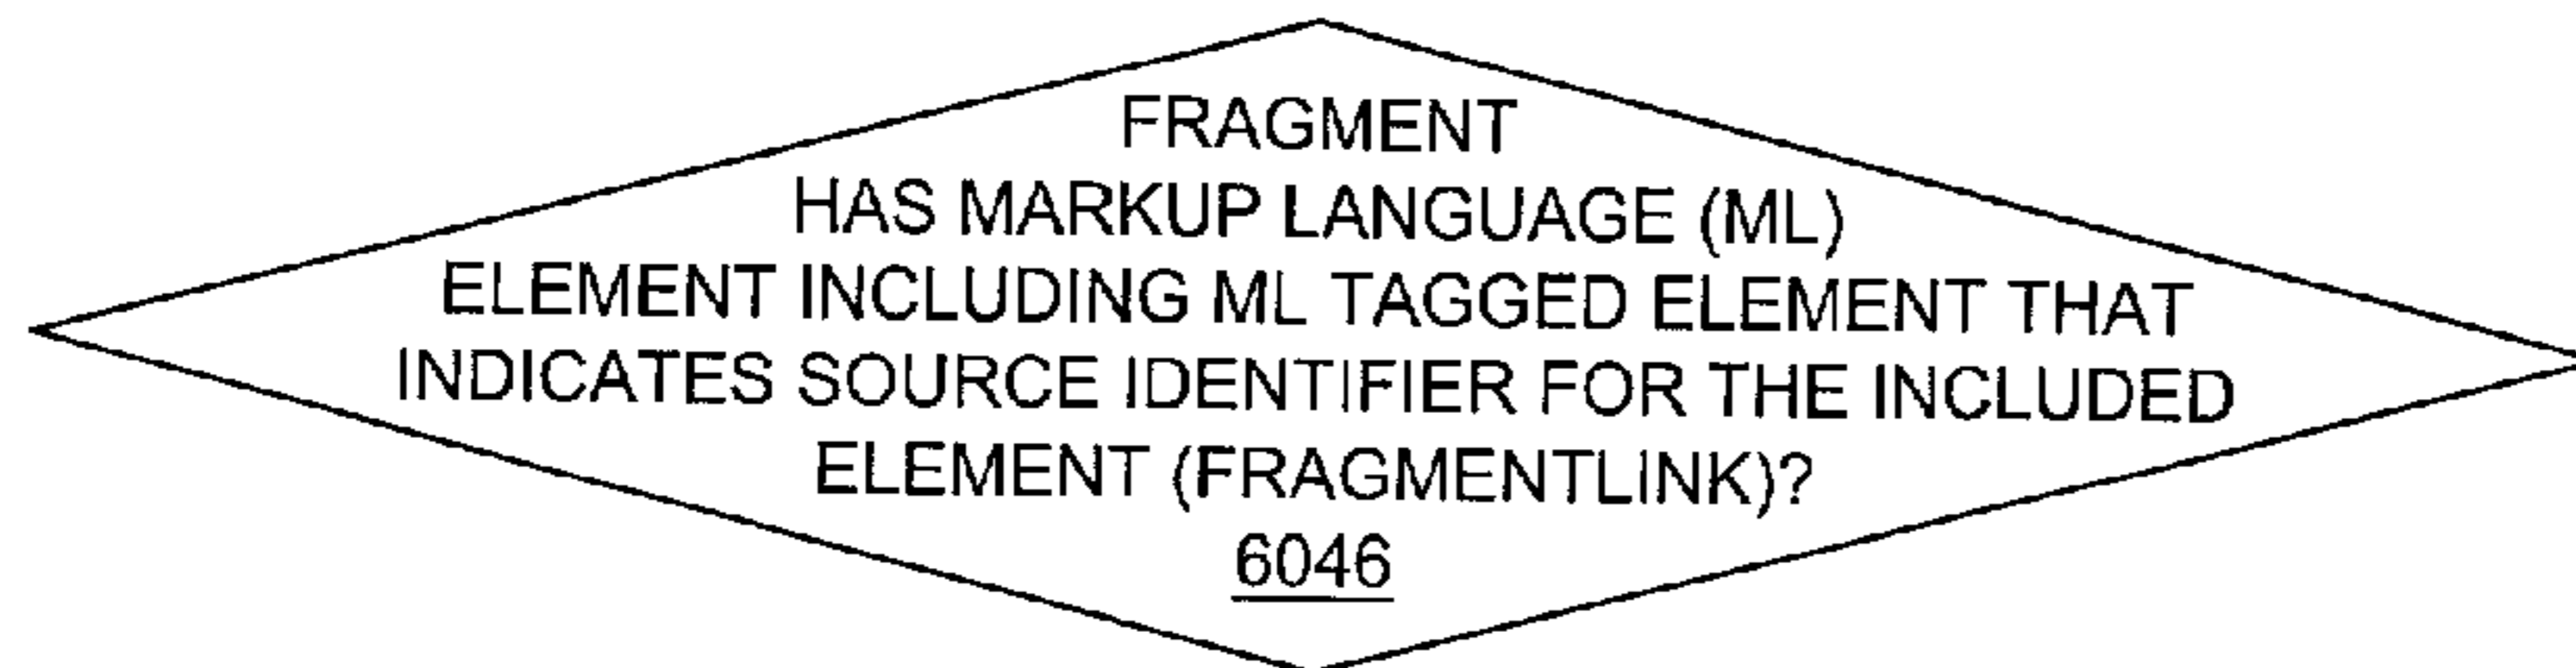 FRAGMENT
HAS MARKUP LANGUAGE (ML)
ELEMENT INCLUDING ML TAGGED ELEMENT THAT
INDICATES SOURCE IDENTIFIER FOR THE INCLUDED
ELEMENT (FRAGMENTLINK)?
6046